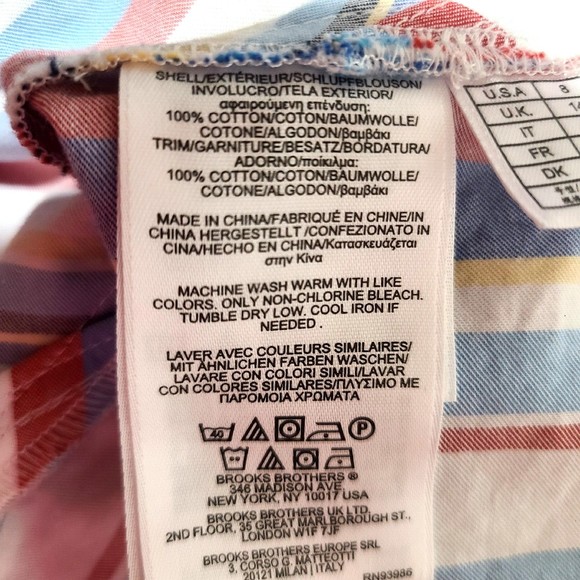 SHELL/EXTÉRIEUR/SCHLUPFBLOUSON/
INVOLUCRO/TELA EXTERIOR/
αφαιρούμενη επένδυση:
100% COTTON/COTON/BAUMWOLLE/
COTONE/ALGODON/βαμβάκι
TRIM/GARNITURE/BESATZ/BORDATURA/
ADORNO/ποίκιλμα:
100% COTTON/COTON/BAUMWOLLE/
COTONE/ALGODON/βαμβάκι
MADE IN CHINA/FABRIQUÉ EN CHINE/IN
CHINA HERGESTELLT/CONFEZIONATO IN
CINA/HECHO EN CHINA/Κατασκευάζεται
στην Κίνα
MACHINE WASH WARM WITH LIKE
COLORS. ONLY NON-CHLORINE BLEACH.
TUMBLE DRY LOW. COOL IRON IF
NEEDED .
LAVER AVEC COULEURS SIMILAIRES/
MIT ÄHNLICHEN FARBEN WASCHEN/
LAVARE CON COLORI SIMILI/LAVAR
CON COLORES SIMILARES/ΠΛΥΣΙΜΟ ΜΕ
ΠΑΡΟΜΟΙΑ ΧΡΩΜΑΤΑ
40 P
BROOKS BROTHERS ®
346 MADISON AVE.
NEW YORK, NY 10017 USA
BROOKS BROTHERS UK LTD.
2ND FLOOR, 35 GREAT MARLBOROUGH ST.,
LONDON W1F 7JF
BROOKS BROTHERS EUROPE SRL
3, CORSO G. MATTEOTTI
20121 MILAN | ITALY
RN93986
U.S.A 8
U.K.
IT
FR
DK